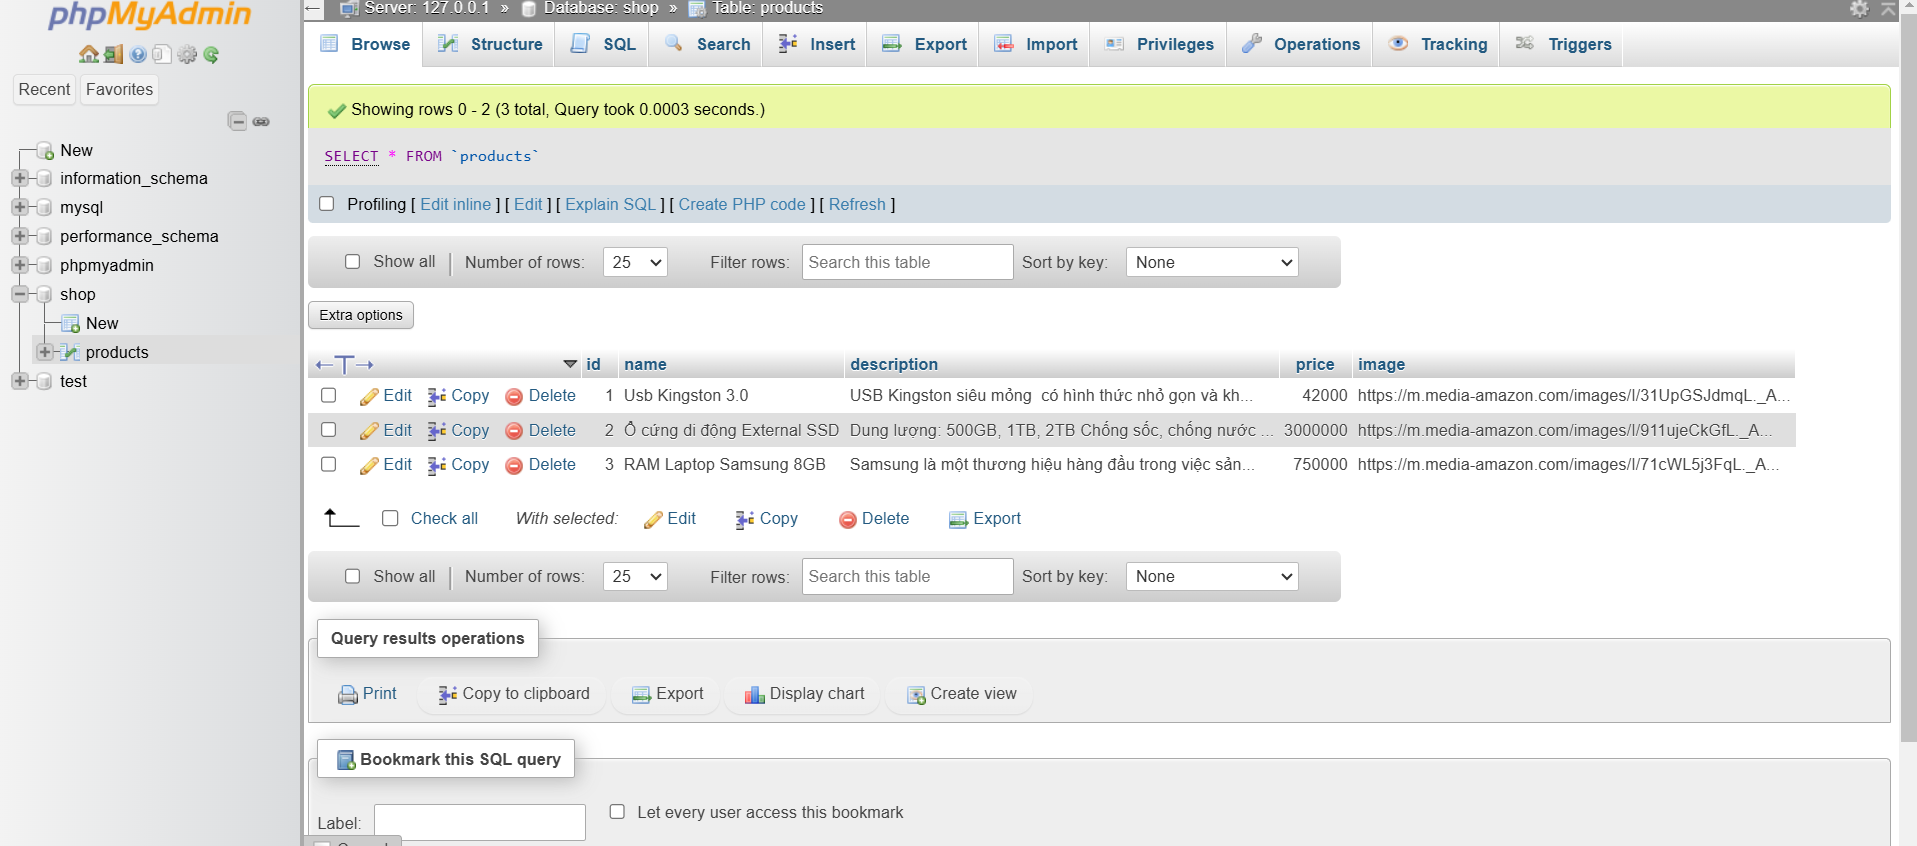 phpMyAdmin
Recent Favorites
New
information_schema
mysql
performance_schema
phpmyadmin
shop
New
products
test
Server: 127.0.0.1 » Database: shop » Table: products
Browse Structure SQL Search Insert Export Import Privileges Operations Tracking Triggers
Showing rows 0 - 2 (3 total, Query took 0.0003 seconds.)
SELECT * FROM `products`
Profiling [ Edit inline ] [ Edit ] [ Explain SQL ] [ Create PHP code ] [ Refresh ]
Show all Number of rows: 25 Filter rows: Search this table Sort by key: None
Extra options
id name description price image
Edit Copy Delete 1 Usb Kingston 3.0 USB Kingston siêu mỏng có hình thức nhỏ gọn và kh... 42000 https://m.media-amazon.com/images/I/31UpGSJdmqL._A...
Edit Copy Delete 2 Ổ cứng di động External SSD Dung lượng: 500GB, 1TB, 2TB Chống sốc, chống nước ... 3000000 https://m.media-amazon.com/images/I/911ujeCkGfL._A...
Edit Copy Delete 3 RAM Laptop Samsung 8GB Samsung là một thương hiệu hàng đầu trong việc sản... 750000 https://m.media-amazon.com/images/I/71cWL5j3FqL._A...
Check all With selected: Edit Copy Delete Export
Show all Number of rows: 25 Filter rows: Search this table Sort by key: None
Query results operations
Print Copy to clipboard Export Display chart Create view
Bookmark this SQL query
Label: Let every user access this bookmark